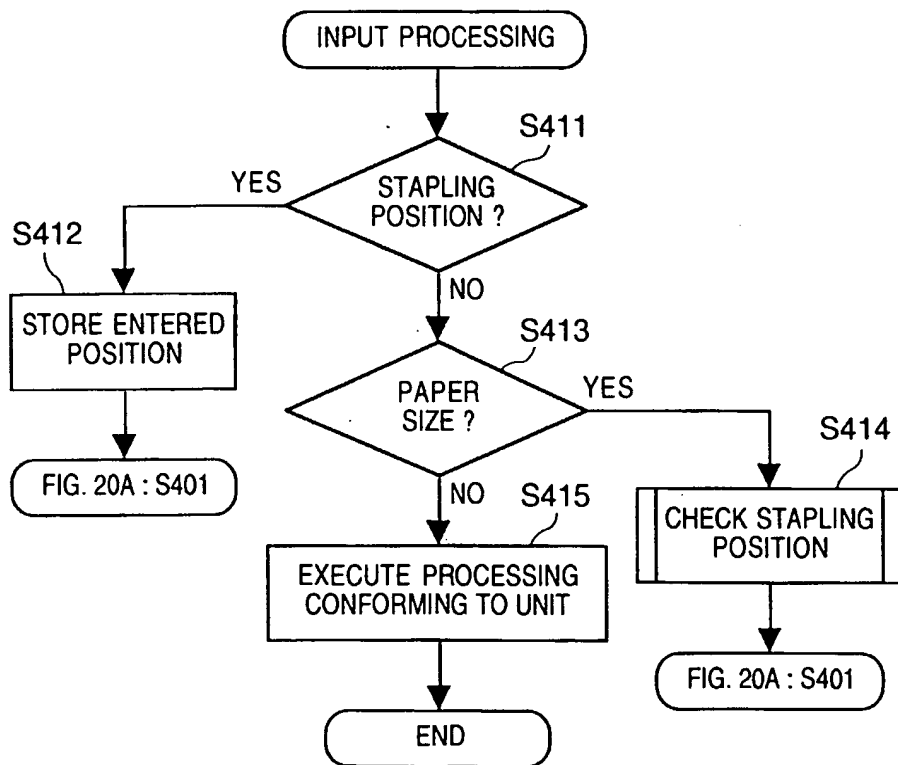 INPUT PROCESSING
S411
YES
STAPLING
POSITION ?
S412
NO
STORE ENTERED
POSITION
S413
PAPER
SIZE ?
YES
S414
FIG. 20A : S401
NO
S415
CHECK STAPLING
POSITION
EXECUTE PROCESSING
CONFORMING TO UNIT
FIG. 20A : S401
END